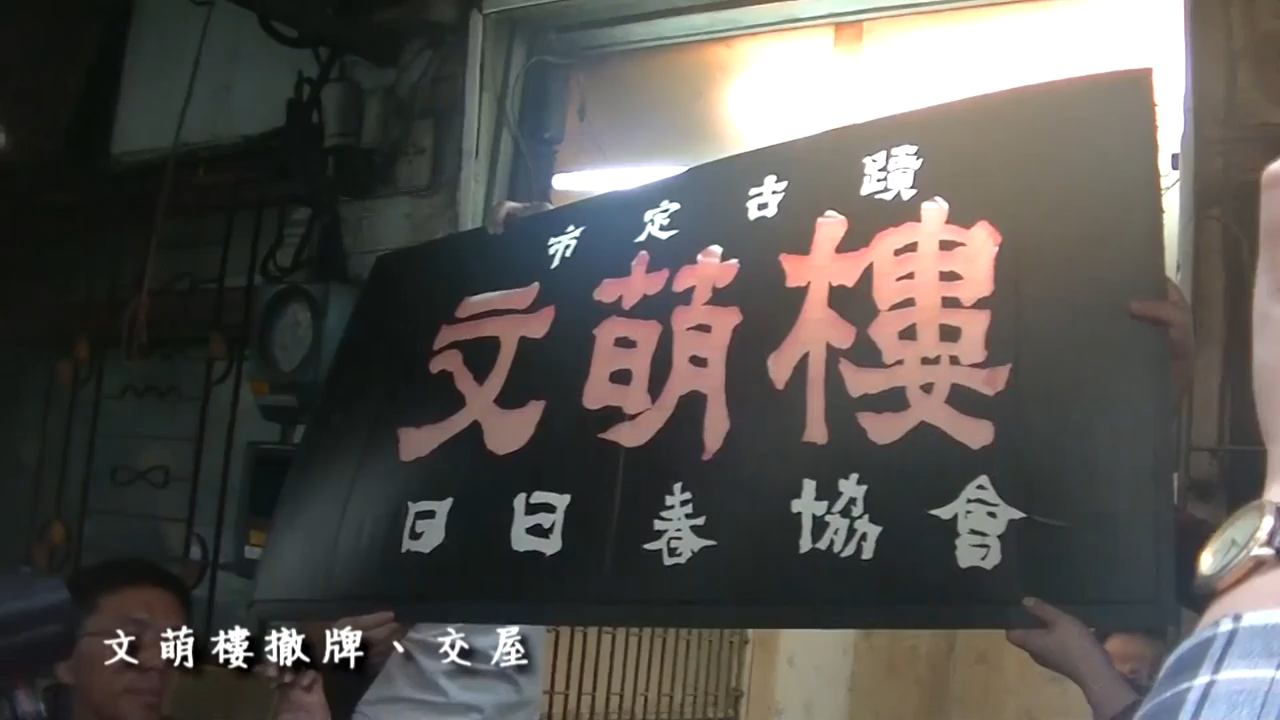 市定古蹟
文萌樓
日日春協會
文萌樓撤牌、交屋